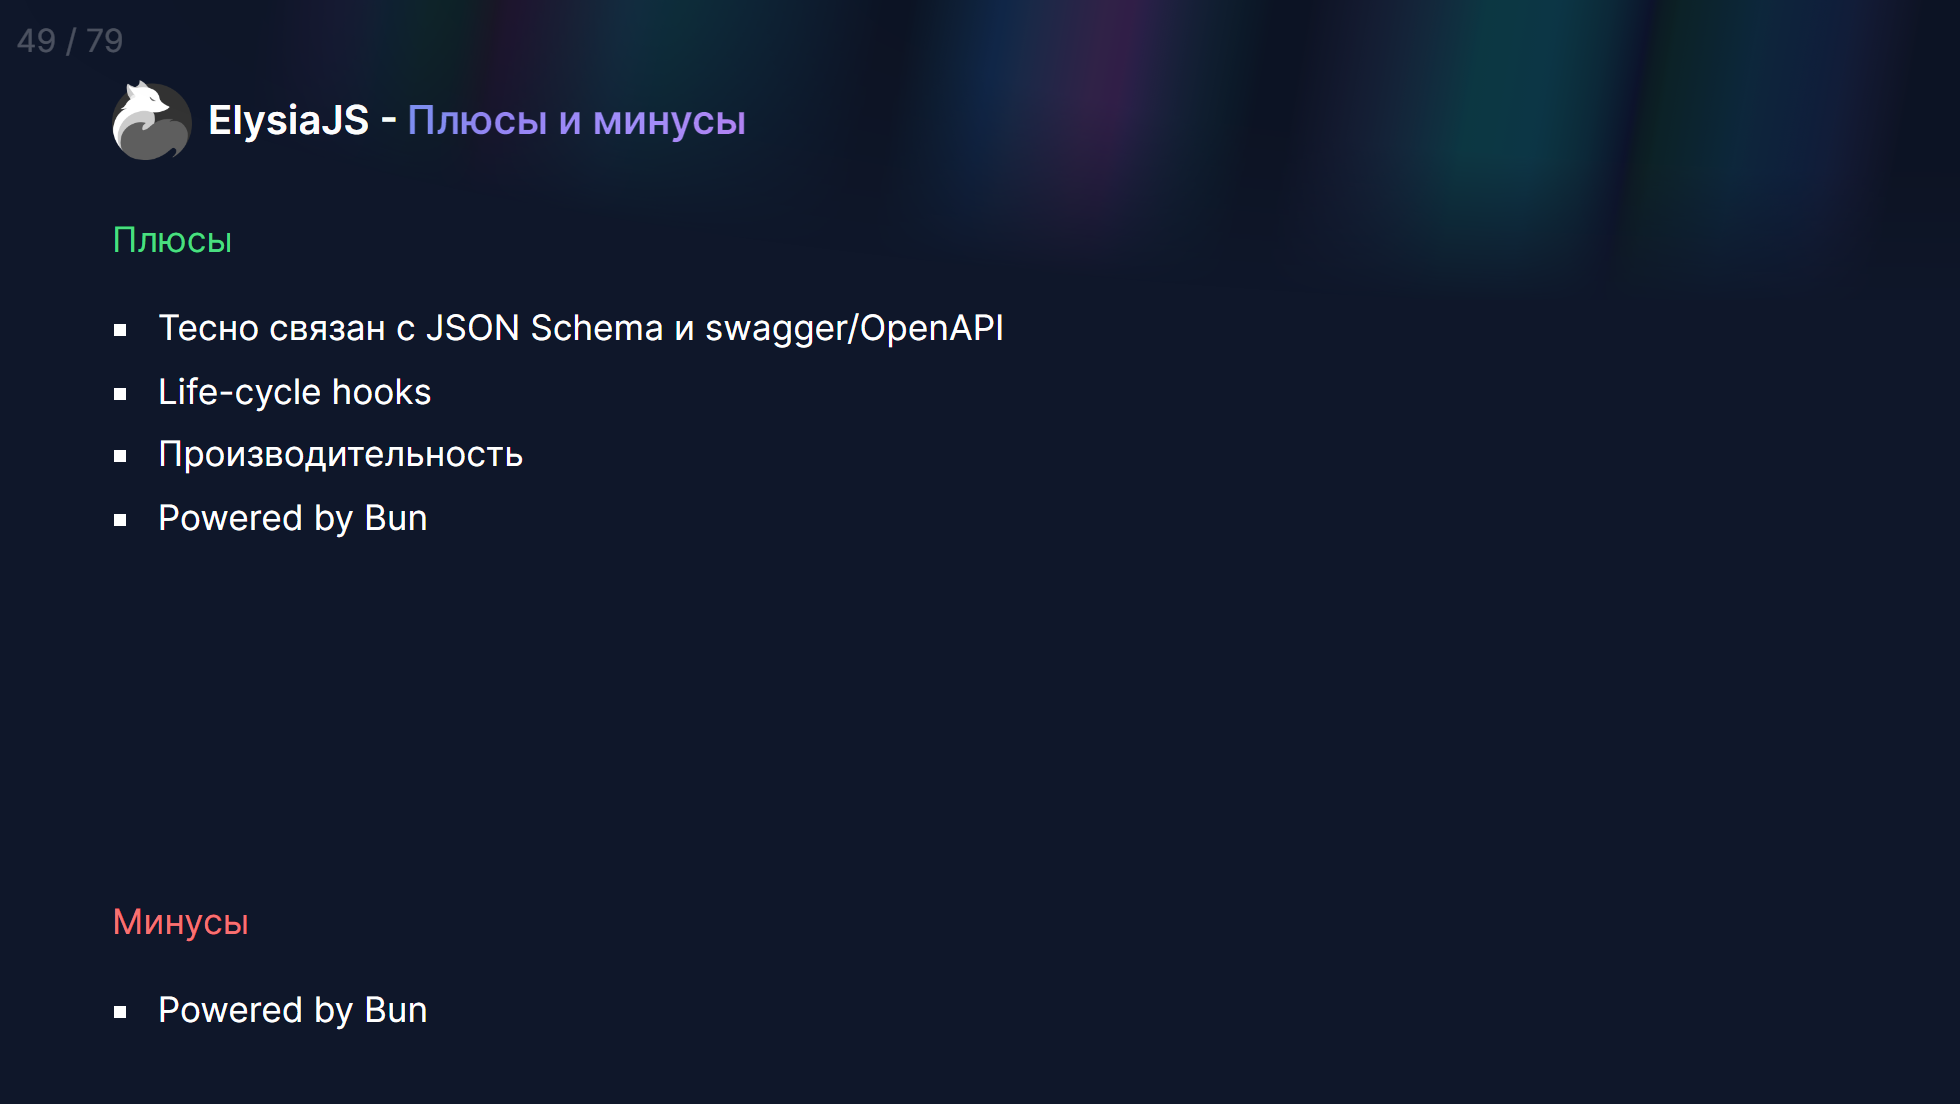 49 / 79
ElysiaJS - Плюсы и минусы
Плюсы
Тесно связан с JSON Schema и swagger/OpenAPI
Life-cycle hooks
Производительность
Powered by Bun
Минусы
Powered by Bun